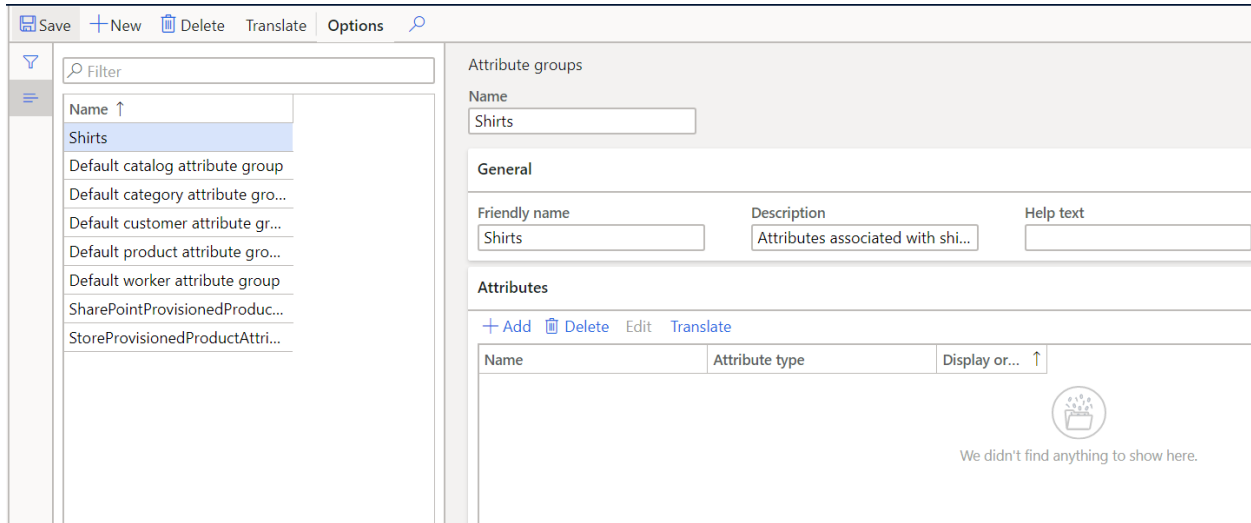 Save New Delete Translate Options
Filter
Name ↑
Shirts
Default catalog attribute group
Default category attribute gro...
Default customer attribute gr...
Default product attribute gro...
Default worker attribute group
SharePointProvisionedProduc...
StoreProvisionedProductAttri...
Attribute groups
Name
Shirts
General
Friendly name Description Help text
Shirts Attributes associated with shi...
Attributes
Add Delete Edit Translate
Name Attribute type Display or... ↑
We didn't find anything to show here.